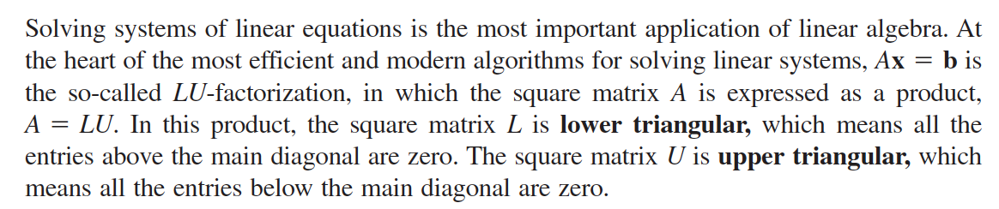 Solving systems of linear equations is the most important application of linear algebra. At
the heart of the most efficient and modern algorithms for solving linear systems, Ax = b is
the so-called LU-factorization, in which the square matrix A is expressed as a product,
A = LU. In this product, the square matrix L is lower triangular, which means all the
entries above the main diagonal are zero. The square matrix U is upper triangular, which
means all the entries below the main diagonal are zero.